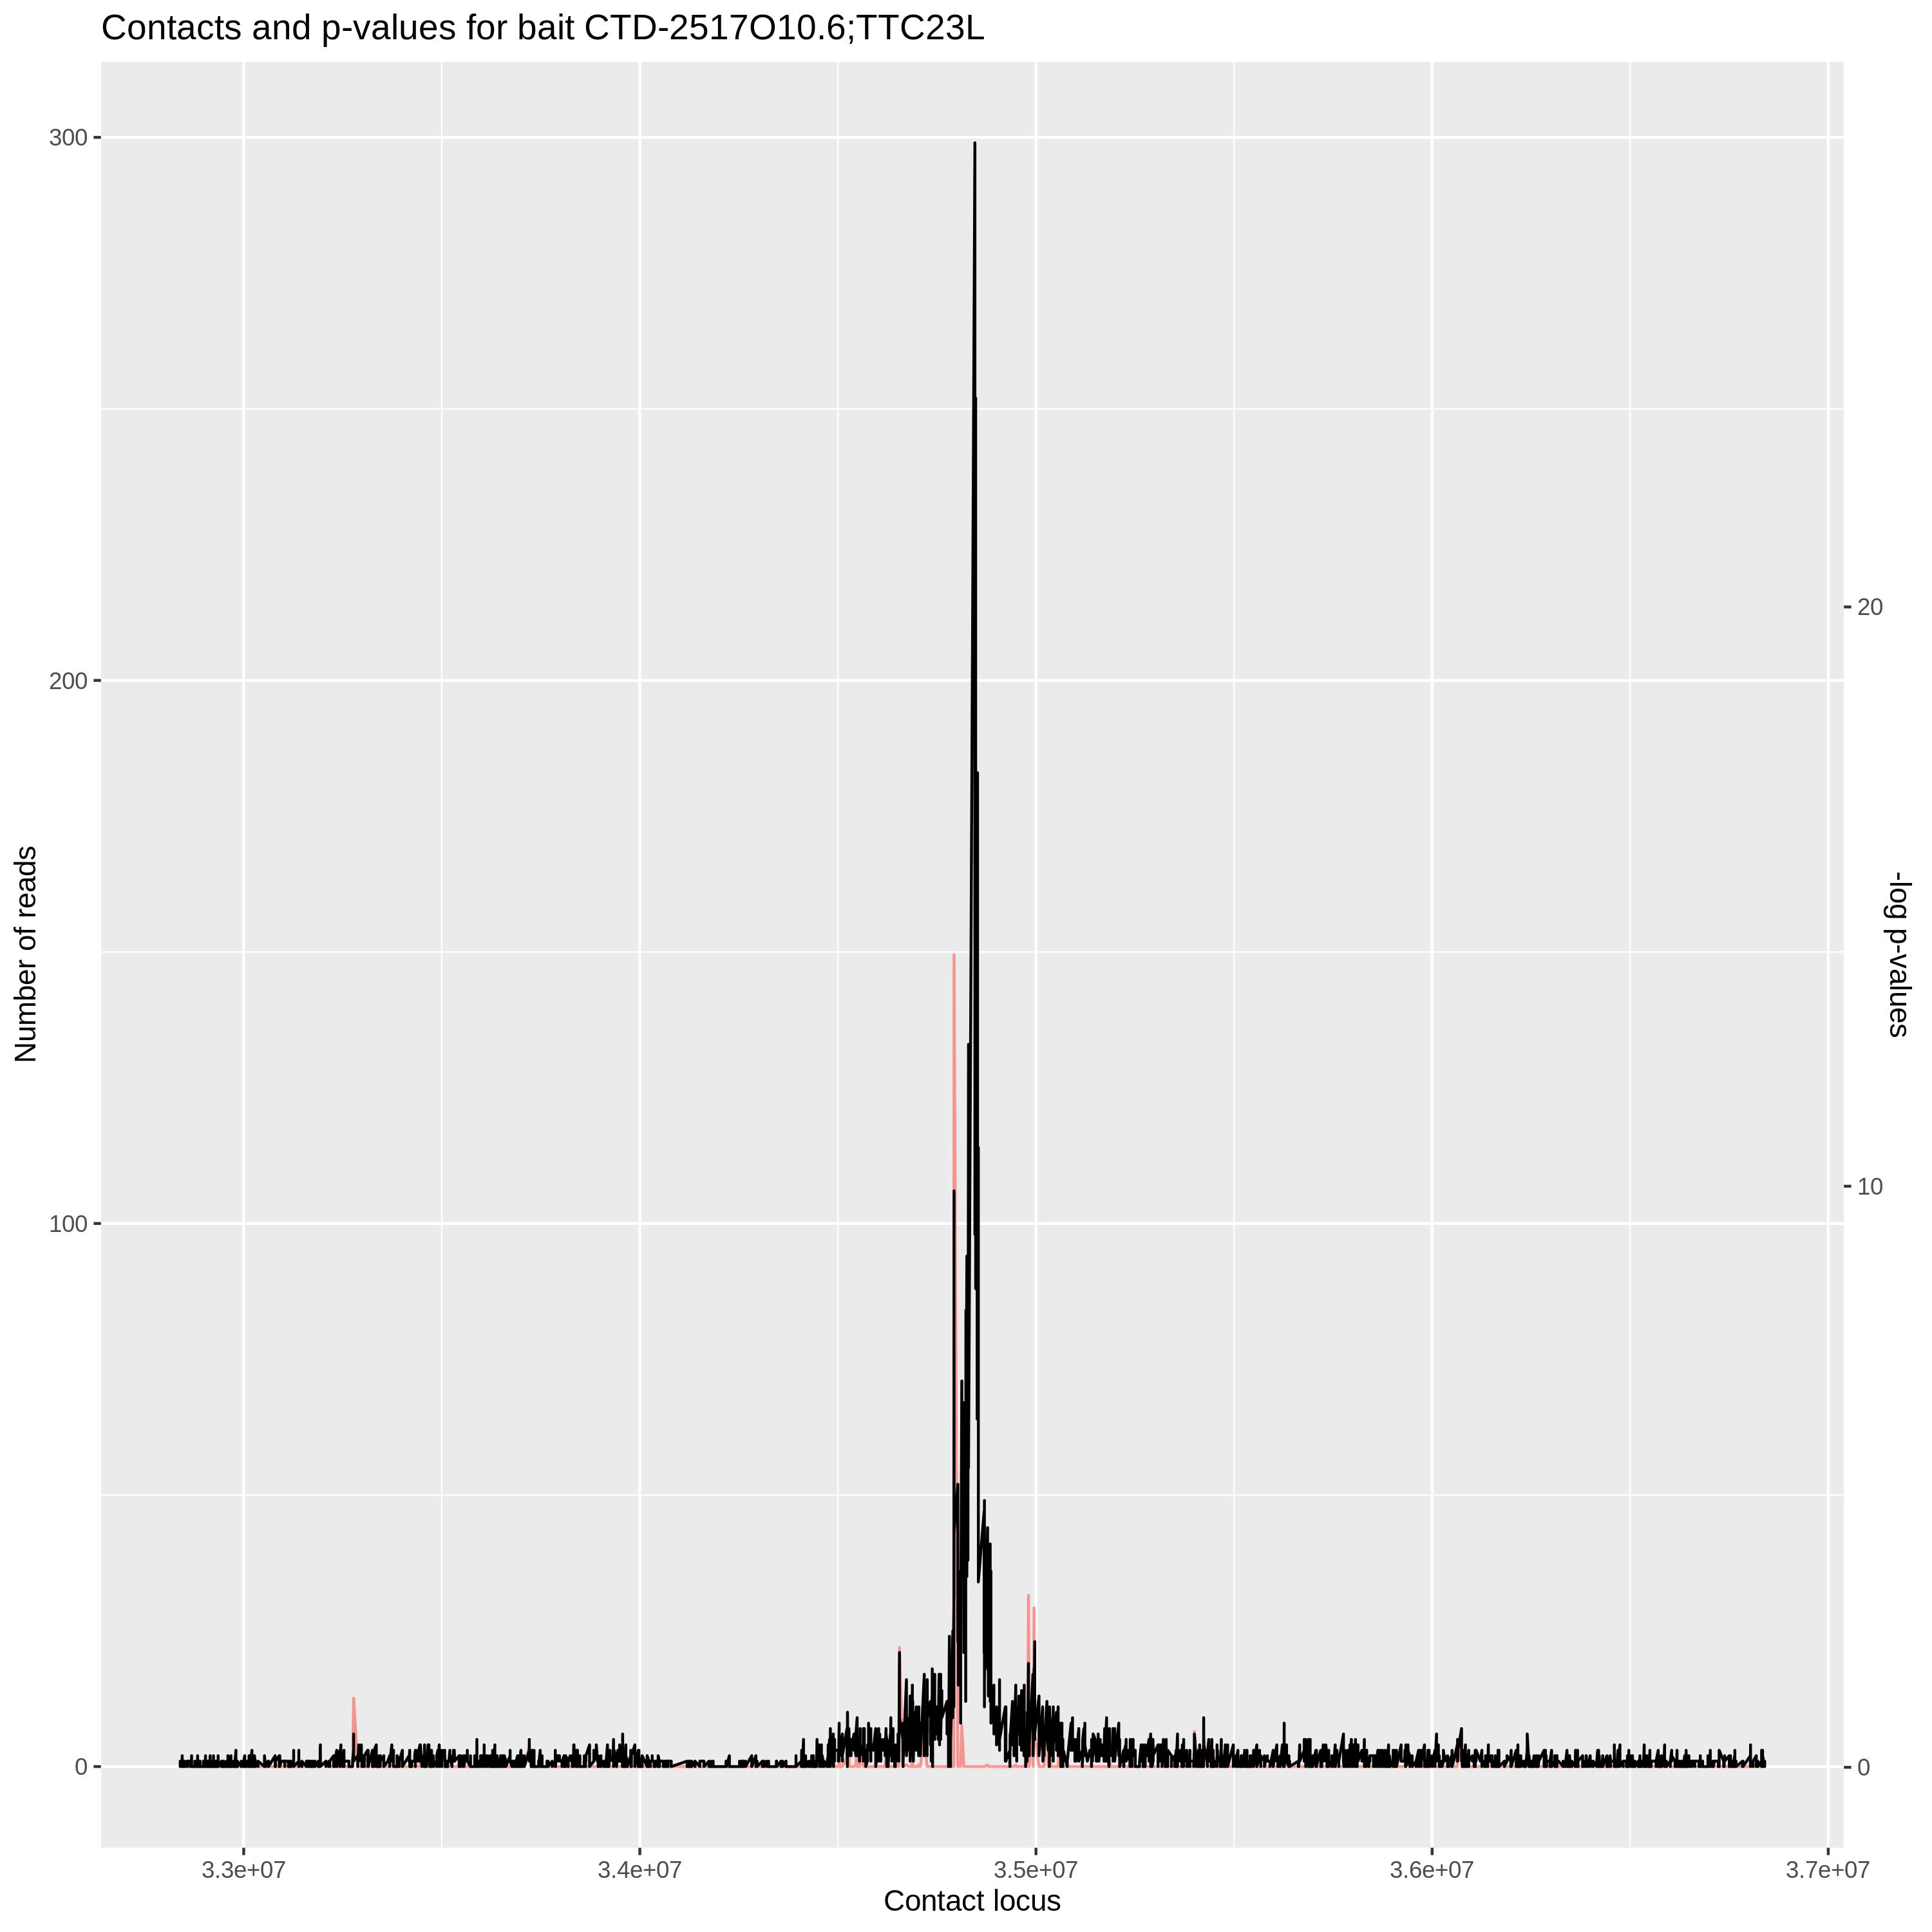 Contacts and p-values for bait CTD-2517O10.6;TTC23L
300
200
100
0
Number of reads
20
10
0
-log p-values
3.3e+07 3.4e+07 3.5e+07 3.6e+07 3.7e+07
Contact locus